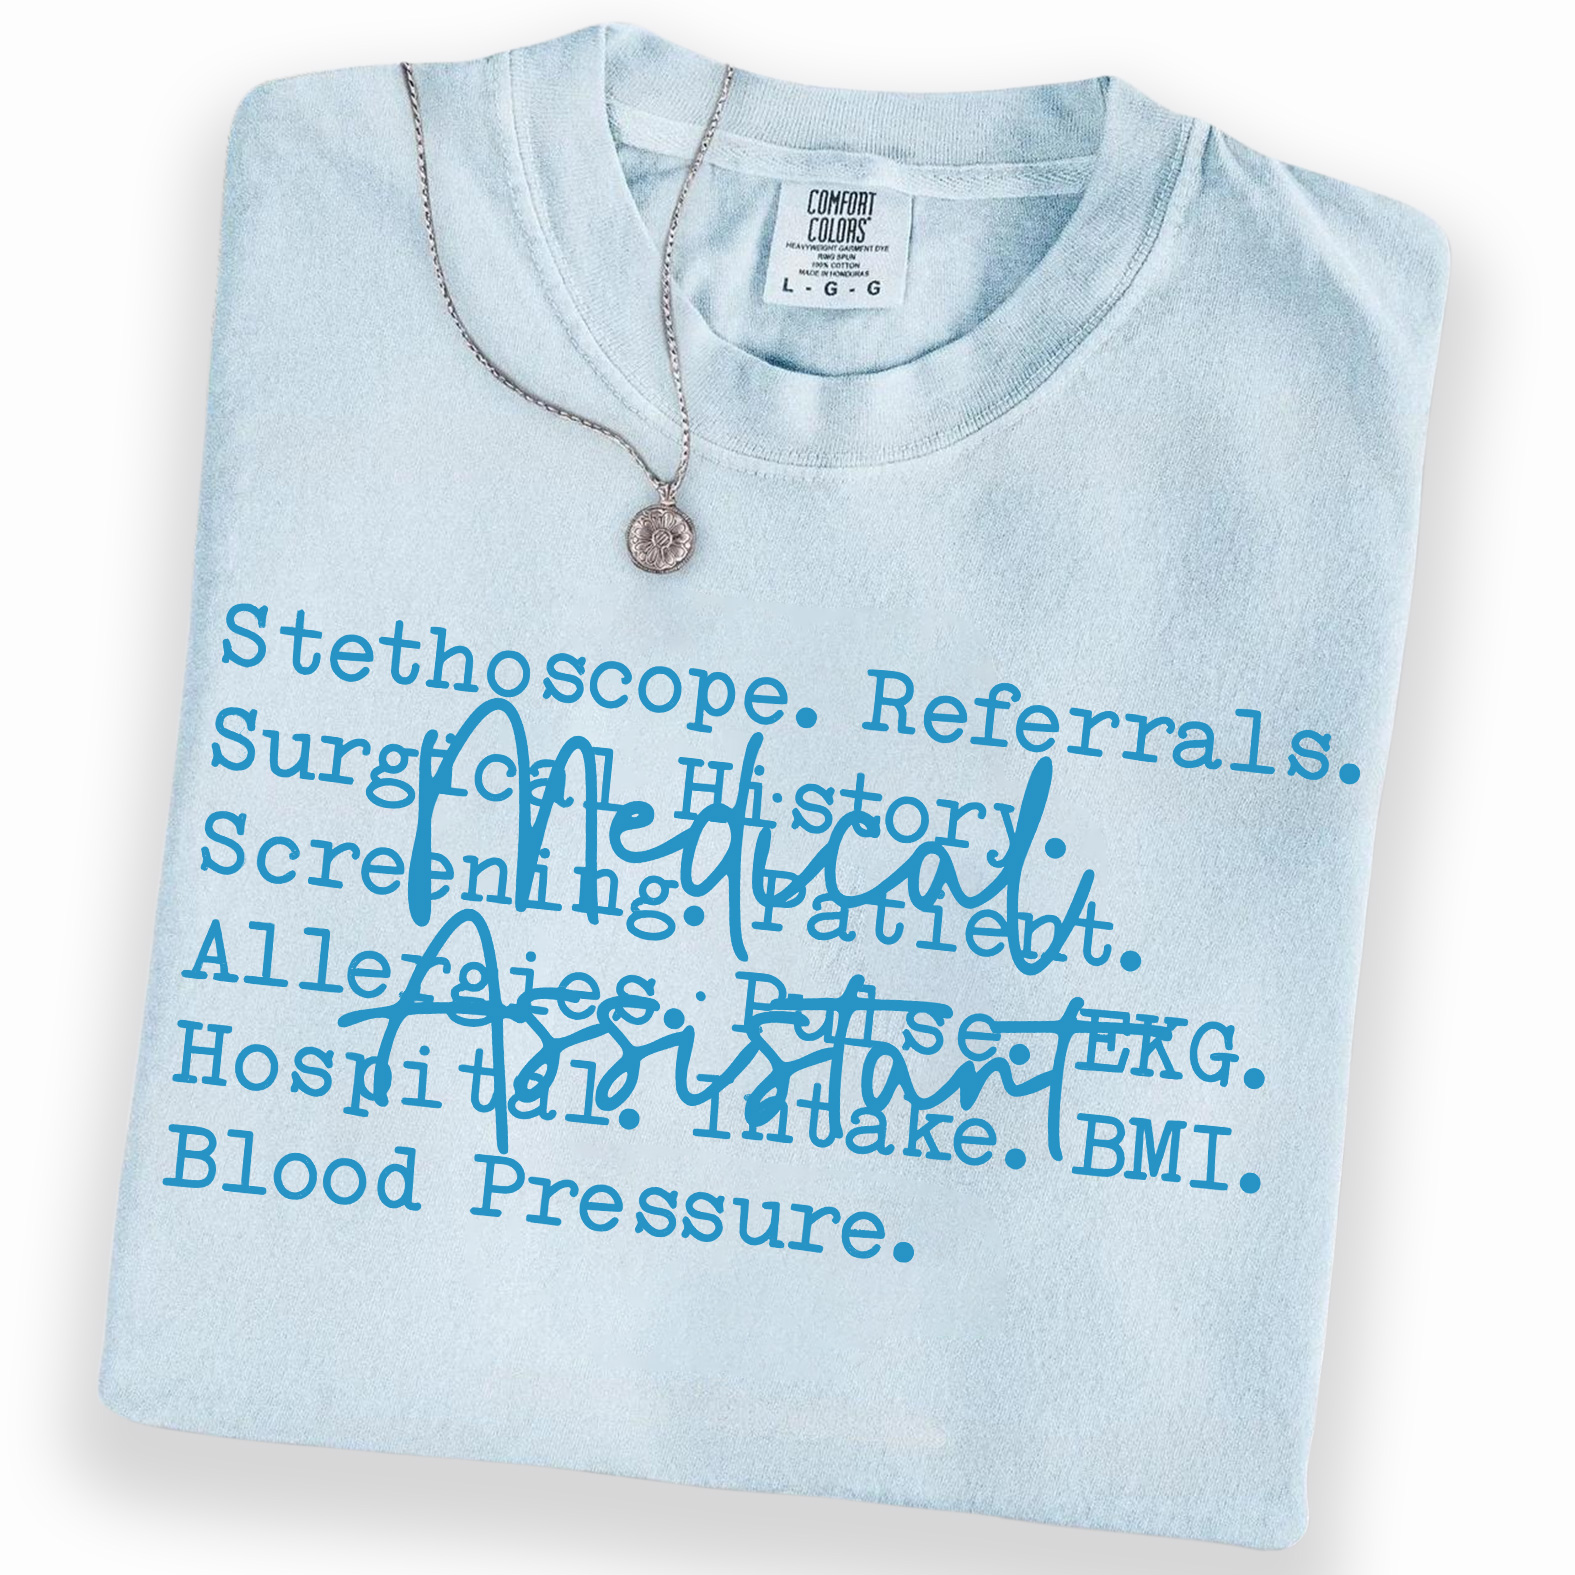 COMFORT
COLORS
HEAVYWEIGHT GARMENT DYE
RING SPUN
100% COTTON
MADE IN HONDURAS
L - G - G
Stethoscope. Referrals.
Surgical History.
Screening. Patient.
Allergies. Pulse. EKG.
Hospital. Intake. BMI.
Blood Pressure.
Medical
Assistant